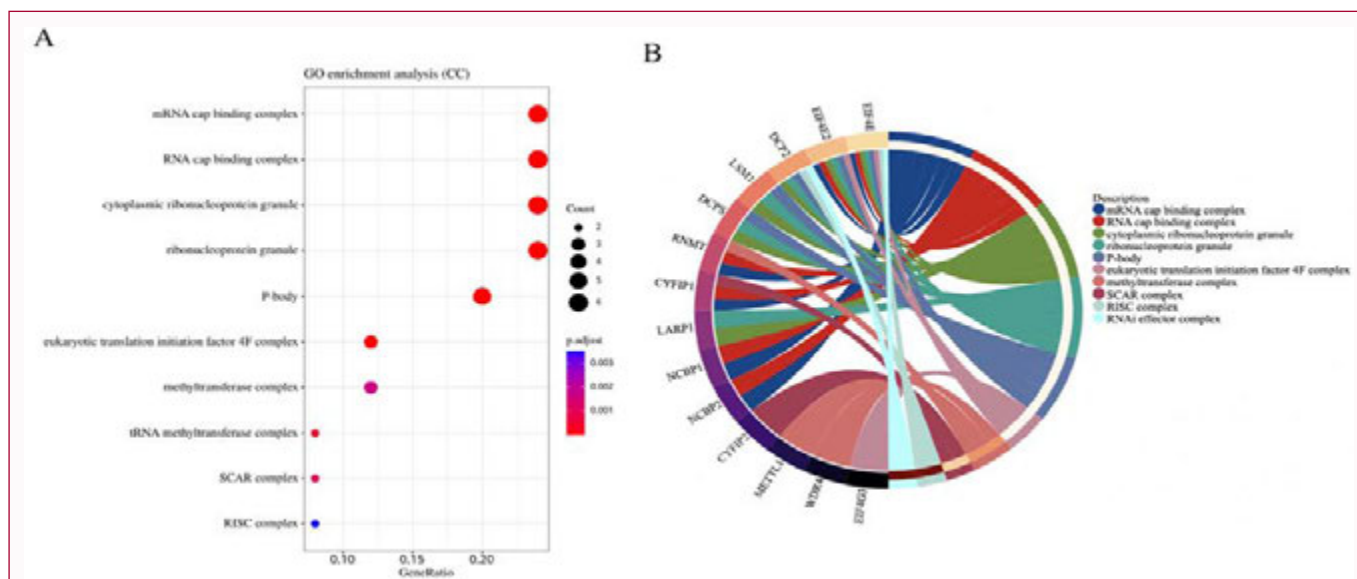 A
GO enrichment analysis (CC)
mRNA cap binding complex
RNA cap binding complex
cytoplasmic ribonucleoprotein granule
ribonucleoprotein granule
P-body
eukaryotic translation initiation factor 4F complex
methyltransferase complex
tRNA methyltransferase complex
SCAR complex
RISC complex
0.10
0.15
0.20
GeneRatio
Count
2
3
4
5
6
p.adjust
0.003
0.002
0.001
B
EIF4E
EIF4E2
DCP2
LSM1
DCPS
RNMT
CYFIP1
LARP1
NCBP1
NCBP2
CYFIP2
METTL1
WDR4
EIF4G3
Description
mRNA cap binding complex
RNA cap binding complex
cytoplasmic ribonucleoprotein granule
ribonucleoprotein granule
P-body
eukaryotic translation initiation factor 4F complex
methyltransferase complex
SCAR complex
RISC complex
RNAi effector complex